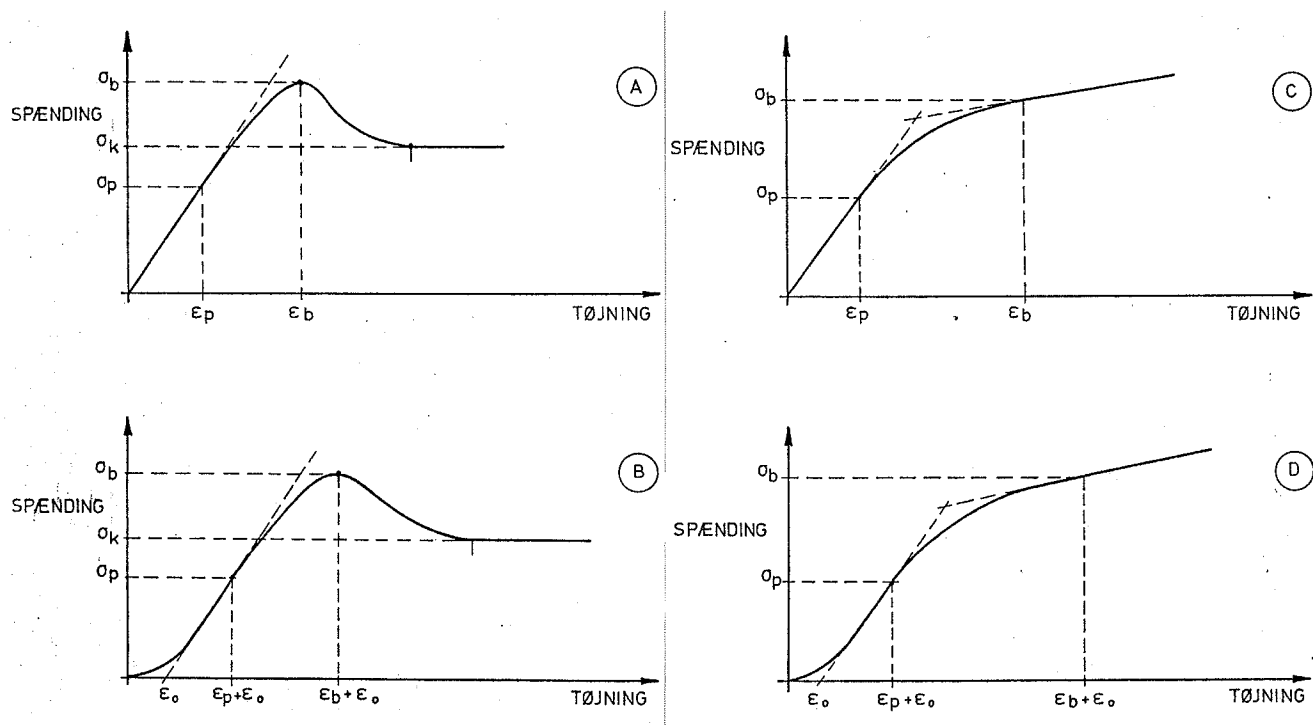 A
σb
SPÆNDING
σk
σp
εp
εb
TØJNING
C
σb
SPÆNDING
σp
εp
εb
TØJNING
B
σb
SPÆNDING
σk
σp
ε₀
εp+ε₀
εb+ε₀
TØJNING
D
σb
SPÆNDING
σp
ε₀
εp+ε₀
εb+ε₀
TØJNING